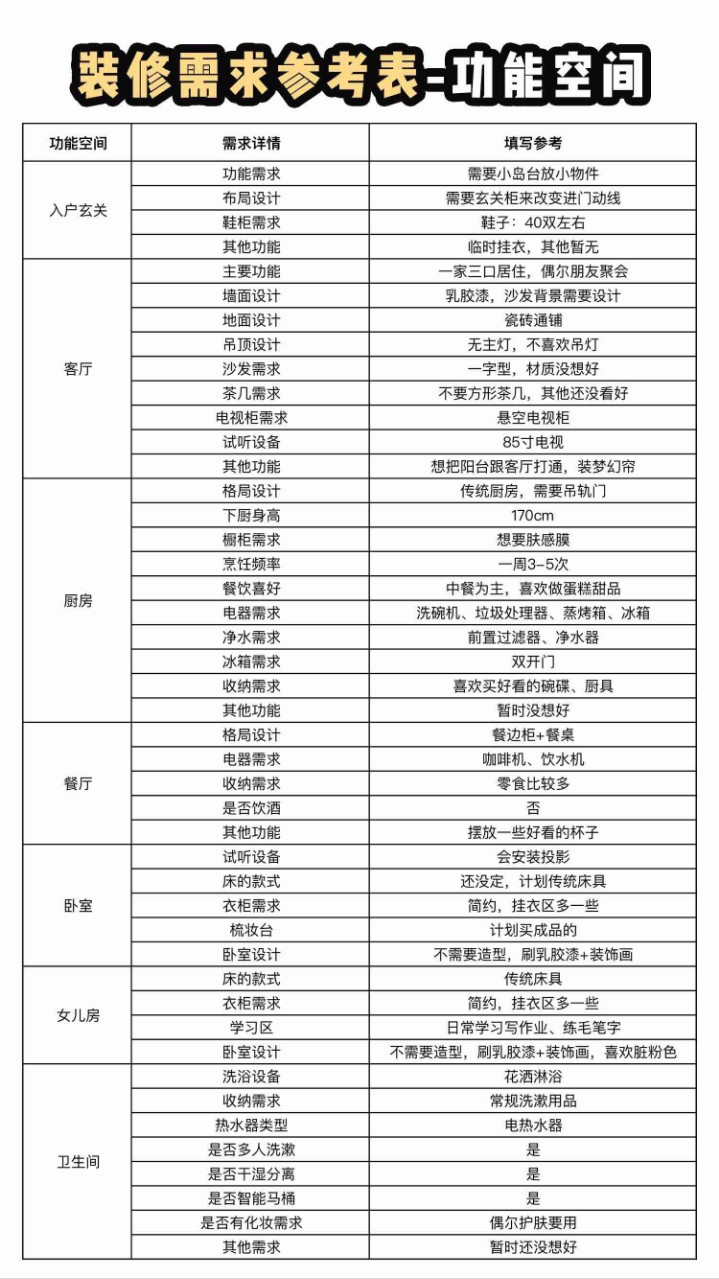 装修需求参考表=功能空间
功能空间 需求详情 填写参考
入户玄关 功能需求 需要小岛台放小物件
布局设计 需要玄关柜来改变进门动线
鞋柜需求 鞋子：40双左右
其他功能 临时挂衣，其他暂无
客厅 主要功能 一家三口居住，偶尔朋友聚会
墙面设计 乳胶漆，沙发背景需要设计
地面设计 瓷砖通铺
吊顶设计 无主灯，不喜欢吊灯
沙发需求 一字型，材质没想好
茶几需求 不要方形茶几，其他还没看好
电视柜需求 悬空电视柜
试听设备 85寸电视
其他功能 想把阳台跟客厅打通，装梦幻帘
厨房 格局设计 传统厨房，需要吊轨门
下厨身高 170cm
橱柜需求 想要肤感膜
烹饪频率 一周3-5次
餐饮喜好 中餐为主，喜欢做蛋糕甜品
电器需求 洗碗机、垃圾处理器、蒸烤箱、冰箱
净水需求 前置过滤器、净水器
冰箱需求 双开门
收纳需求 喜欢买好看的碗碟、厨具
其他功能 暂时没想好
餐厅 格局设计 餐边柜+餐桌
电器需求 咖啡机、饮水机
收纳需求 零食比较多
是否饮酒 否
其他功能 摆放一些好看的杯子
卧室 试听设备 会安装投影
床的款式 还没定，计划传统床具
衣柜需求 简约，挂衣区多一些
梳妆台 计划买成品的
卧室设计 不需要造型，刷乳胶漆+装饰画
女儿房 床的款式 传统床具
衣柜需求 简约，挂衣区多一些
学习区 日常学习写作业、练毛笔字
卧室设计 不需要造型，刷乳胶漆+装饰画，喜欢脏粉色
卫生间 洗浴设备 花洒淋浴
收纳需求 常规洗漱用品
热水器类型 电热水器
是否多人洗漱 是
是否干湿分离 是
是否智能马桶 是
是否有化妆需求 偶尔护肤要用
其他需求 暂时还没想好